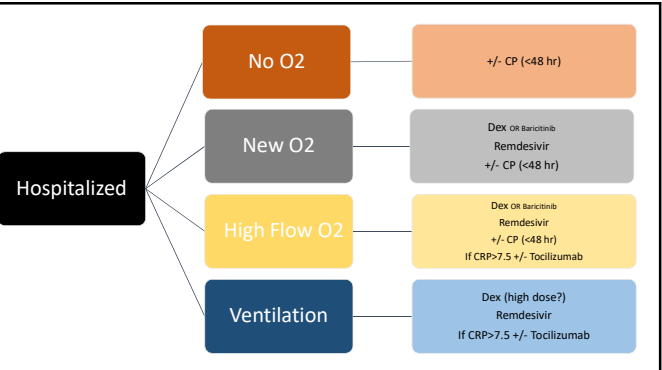 Hospitalized
No O2
+/- CP (<48 hr)
New O2
Dex OR Baricitinib
Remdesivir
+/- CP (<48 hr)
High Flow O2
Dex OR Baricitinib
Remdesivir
+/- CP (<48 hr)
If CRP>7.5 +/- Tocilizumab
Ventilation
Dex (high dose?)
Remdesivir
If CRP>7.5 +/- Tocilizumab